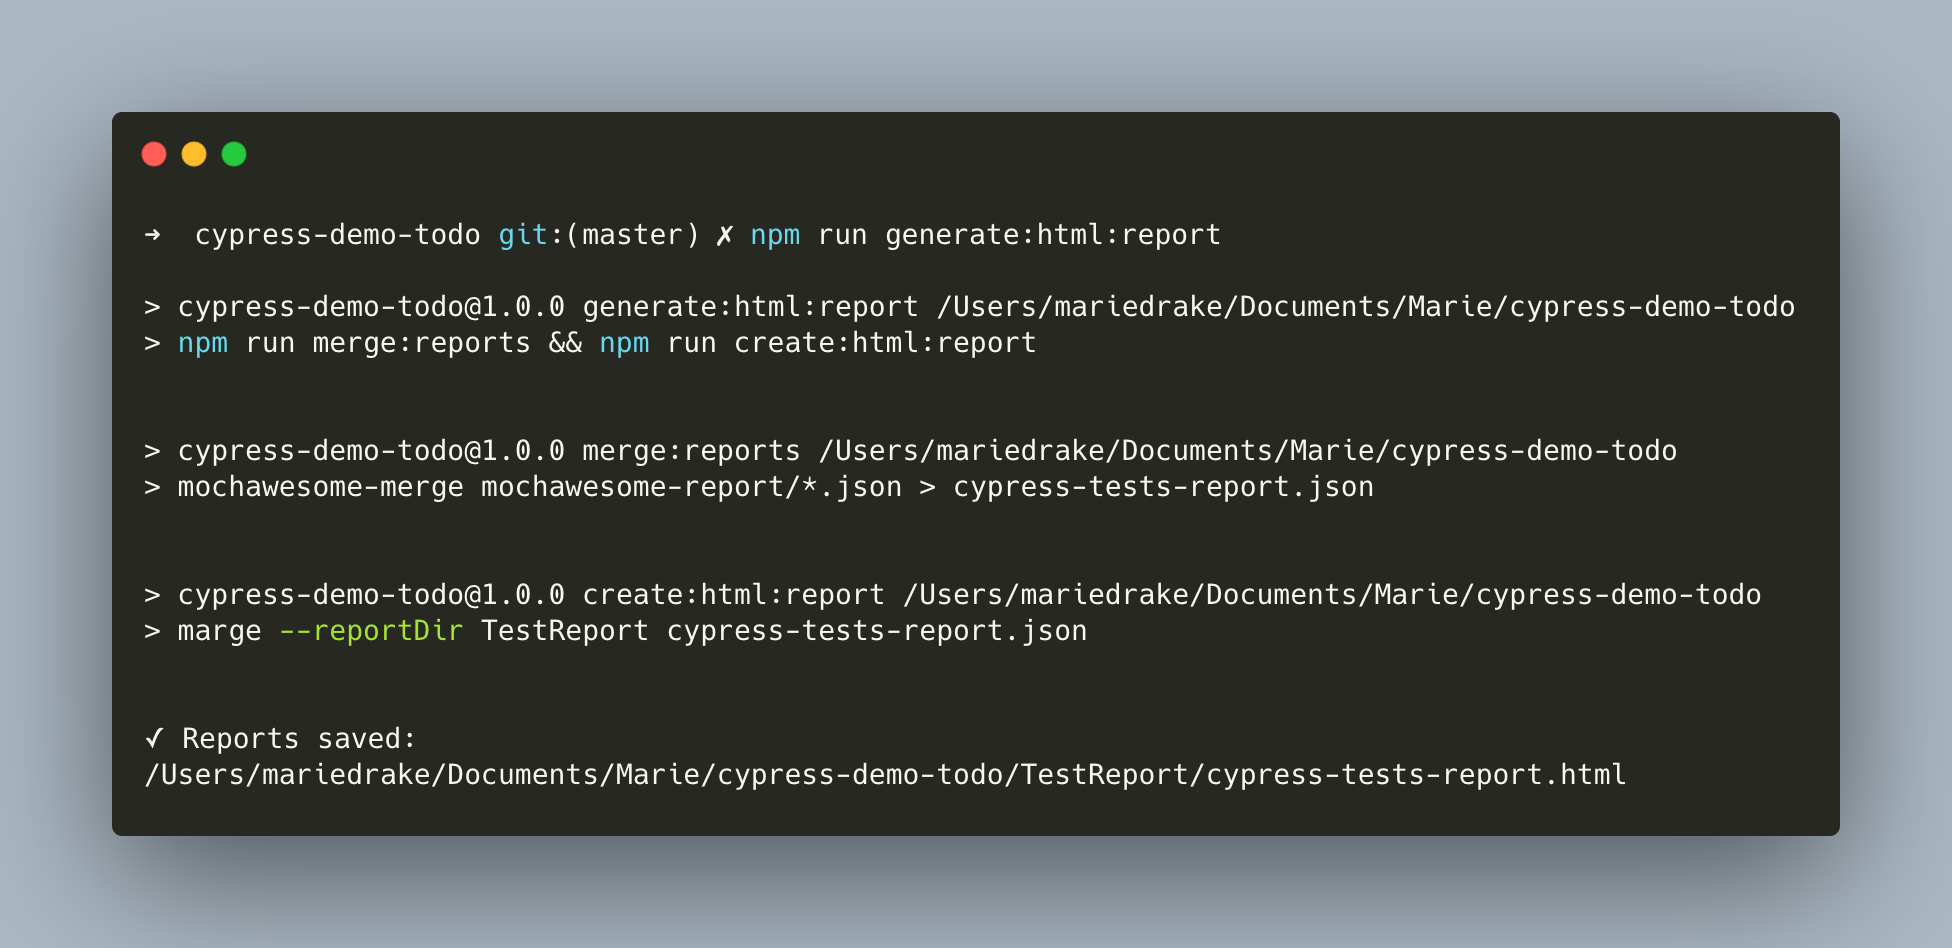 ➜  cypress-demo-todo git:(master) ✗ npm run generate:html:report
> cypress-demo-todo@1.0.0 generate:html:report /Users/mariedrake/Documents/Marie/cypress-demo-todo
> npm run merge:reports && npm run create:html:report
> cypress-demo-todo@1.0.0 merge:reports /Users/mariedrake/Documents/Marie/cypress-demo-todo
> mochawesome-merge mochawesome-report/*.json > cypress-tests-report.json
> cypress-demo-todo@1.0.0 create:html:report /Users/mariedrake/Documents/Marie/cypress-demo-todo
> marge --reportDir TestReport cypress-tests-report.json
✓ Reports saved:
/Users/mariedrake/Documents/Marie/cypress-demo-todo/TestReport/cypress-tests-report.html